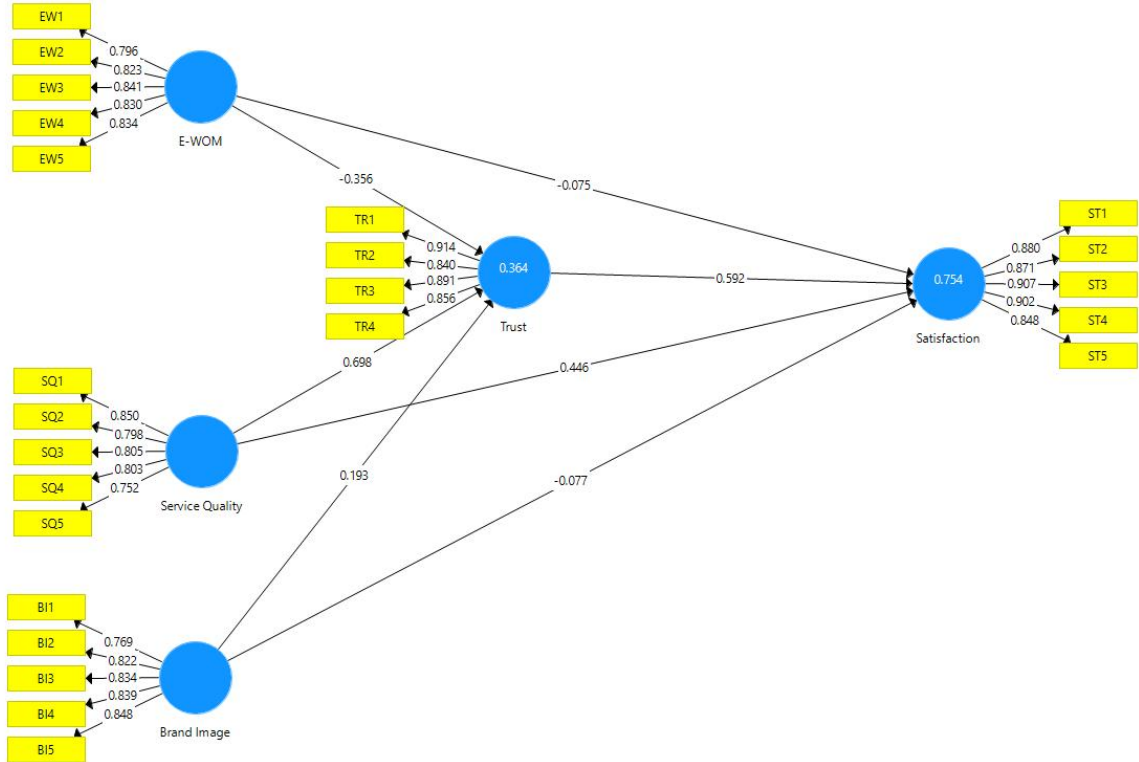 EW1
EW2
EW3
EW4
EW5
0.796
0.823
0.841
0.830
0.834
E-WOM
-0.356
-0.075
TR1
TR2
TR3
TR4
0.914
0.840
0.891
0.856
0.364
Trust
0.592
0.754
Satisfaction
0.880
0.871
0.907
0.902
0.848
ST1
ST2
ST3
ST4
ST5
0.698
0.446
SQ1
SQ2
SQ3
SQ4
SQ5
0.850
0.798
0.805
0.803
0.752
Service Quality
0.193
-0.077
BI1
BI2
BI3
BI4
BI5
0.769
0.822
0.834
0.839
0.848
Brand Image